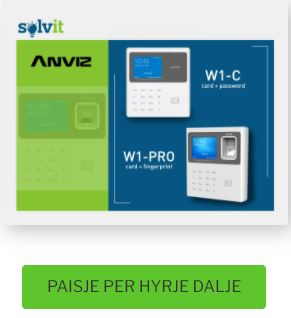 solvit
ANVIZ
W1-C
card + password
W1-PRO
card + fingerprint
PAISJE PER HYRJE DALJE